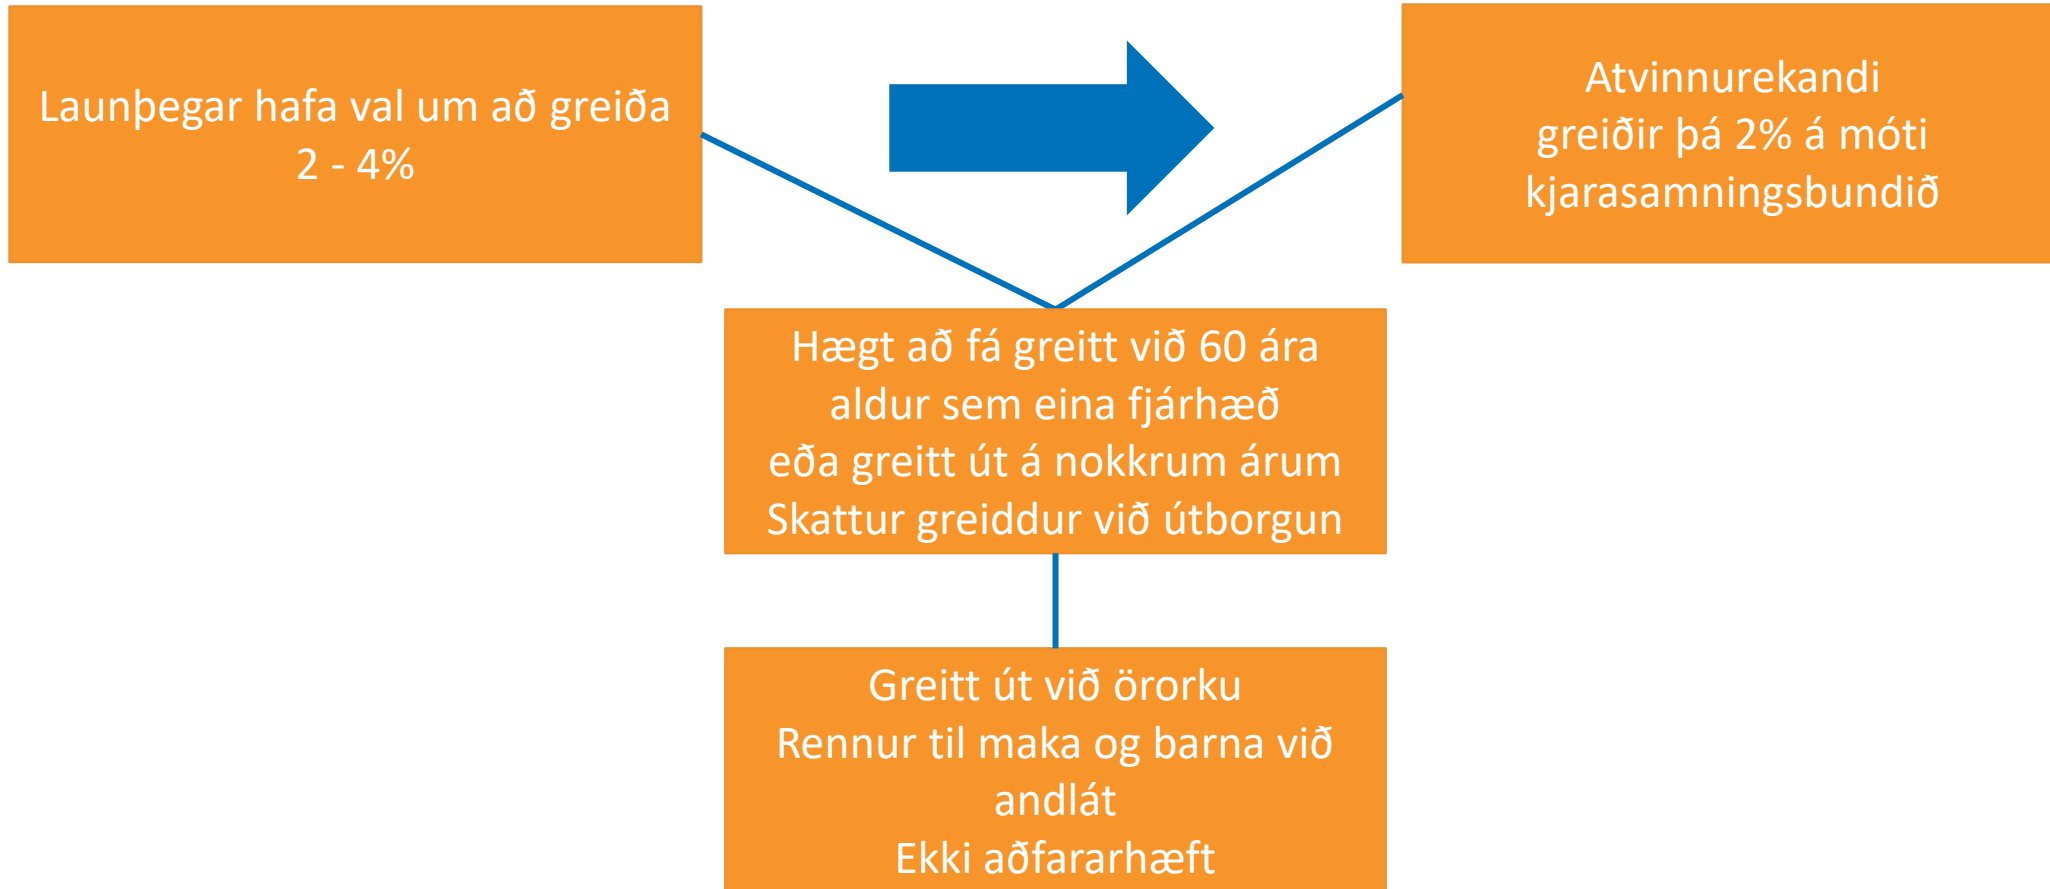 Launþegar hafa val um að greiða
2 - 4%
Atvinnurekandi
greiðir þá 2% á móti
kjarasamningsbundið
Hægt að fá greitt við 60 ára
aldur sem eina fjárhæð
eða greitt út á nokkrum árum
Skattur greiddur við útborgun
Greitt út við örorku
Rennur til maka og barna við
andlát
Ekki aðfararhæft